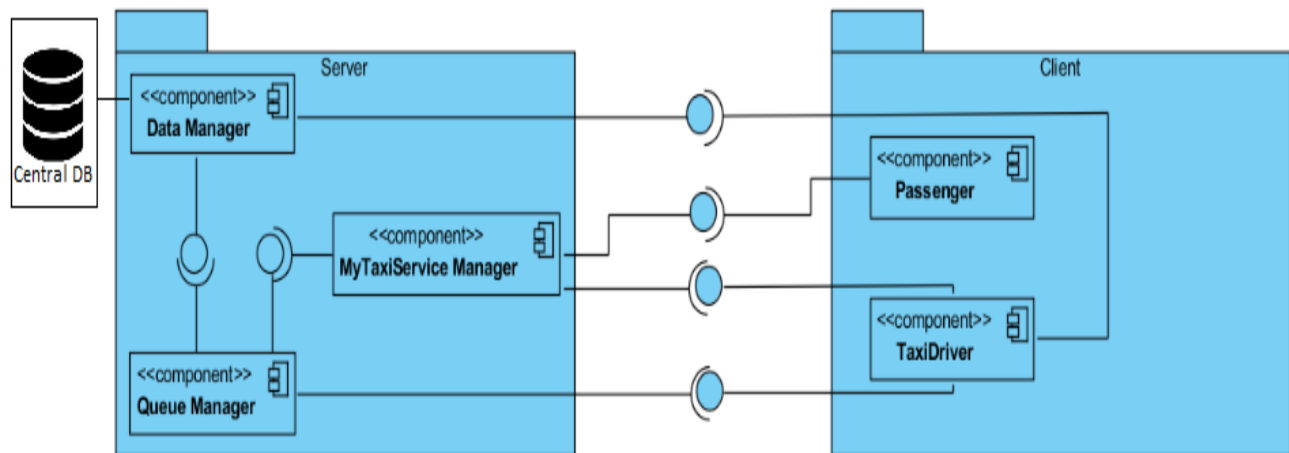 Server
Client
<<component>>
Data Manager
Central DB
<<component>>
Passenger
<<component>>
MyTaxiService Manager
<<component>>
TaxiDriver
<<component>>
Queue Manager